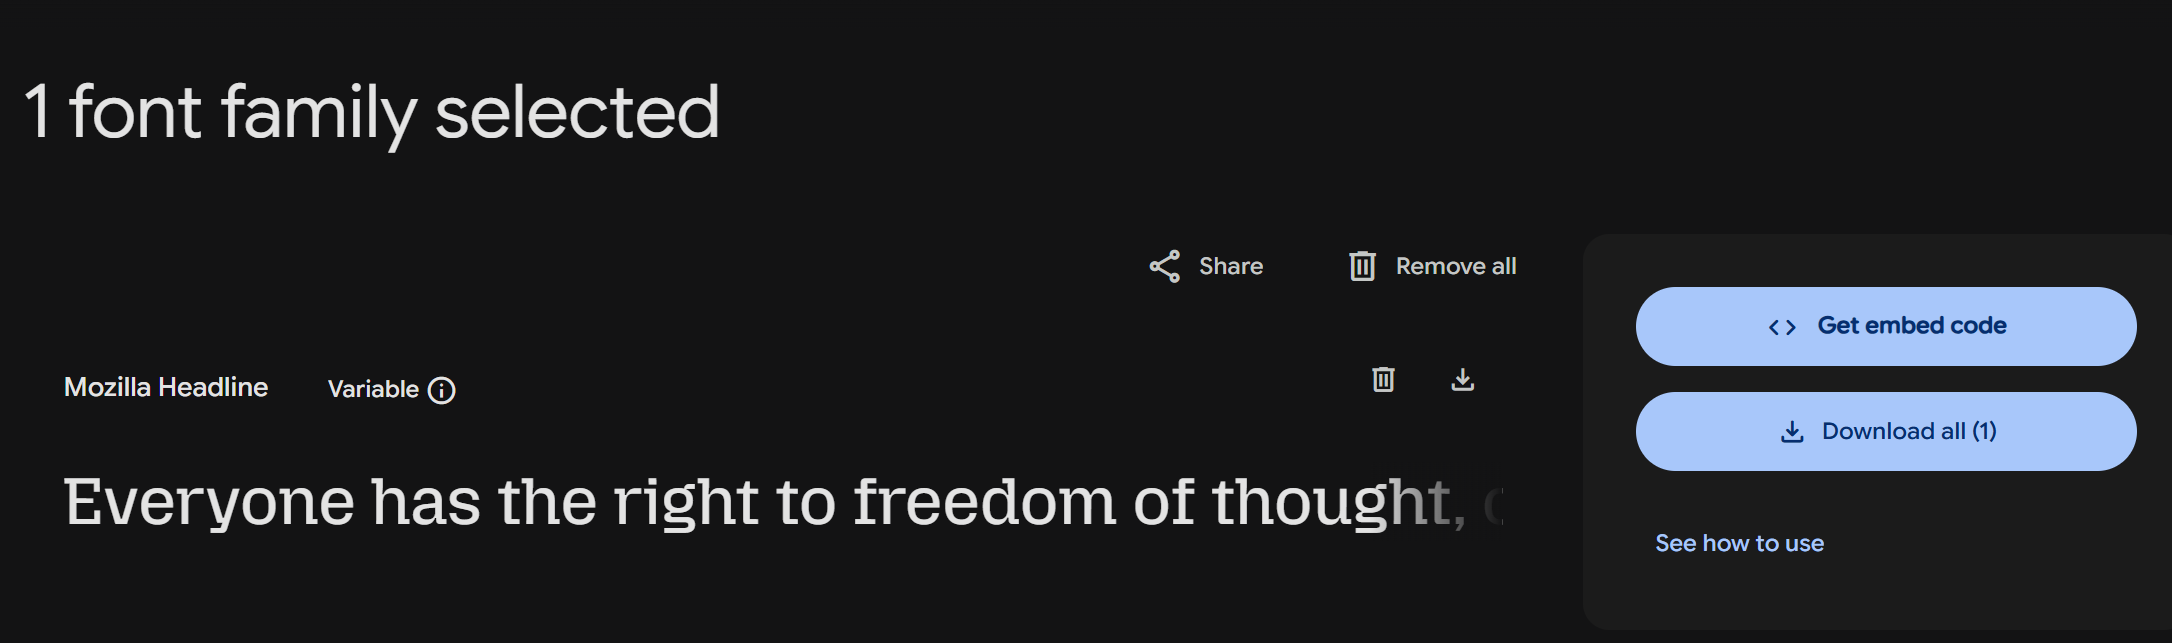 1 font family selected
Share
Remove all
Get embed code
Mozilla Headline
Variable
Download all (1)
Everyone has the right to freedom of thought,
See how to use